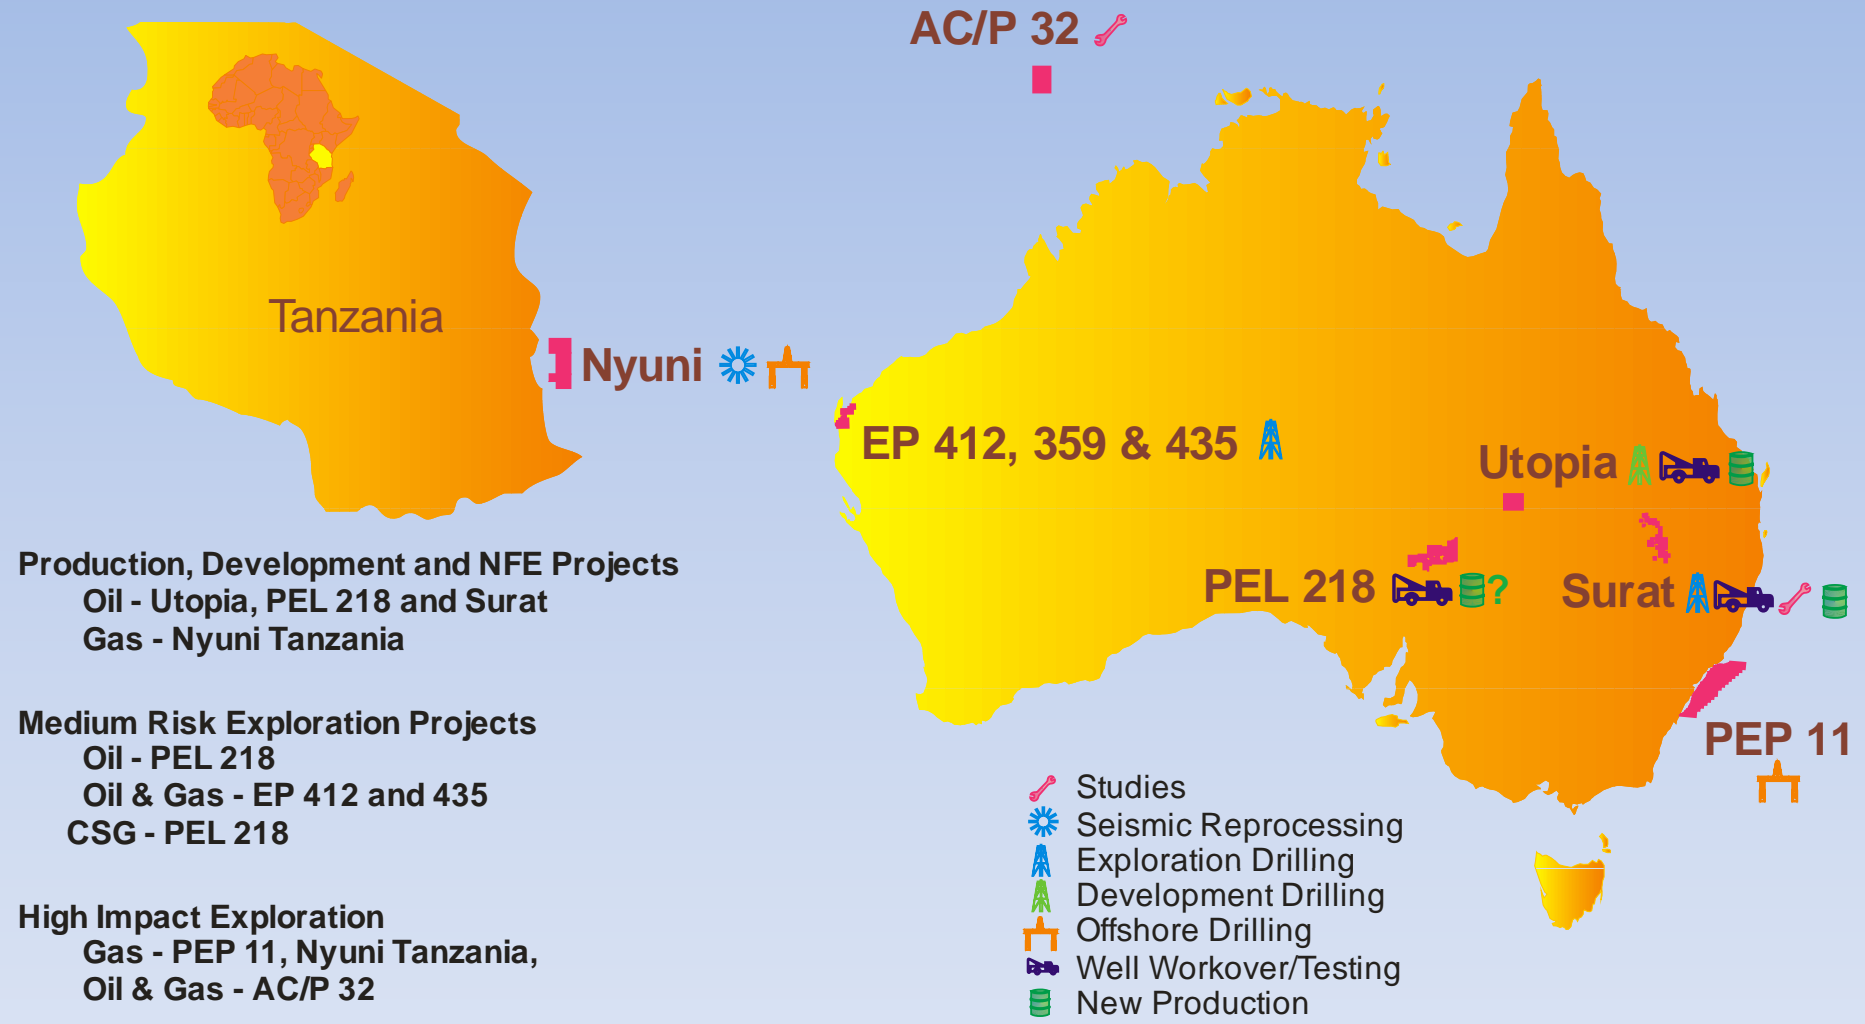 AC/P 32
Tanzania
Nyuni
EP 412, 359 & 435
Utopia
PEL 218 ?
Surat
PEP 11
Production, Development and NFE Projects
Oil - Utopia, PEL 218 and Surat
Gas - Nyuni Tanzania
Medium Risk Exploration Projects
Oil - PEL 218
Oil & Gas - EP 412 and 435
CSG - PEL 218
High Impact Exploration
Gas - PEP 11, Nyuni Tanzania,
Oil & Gas - AC/P 32
Studies
Seismic Reprocessing
Exploration Drilling
Development Drilling
Offshore Drilling
Well Workover/Testing
New Production